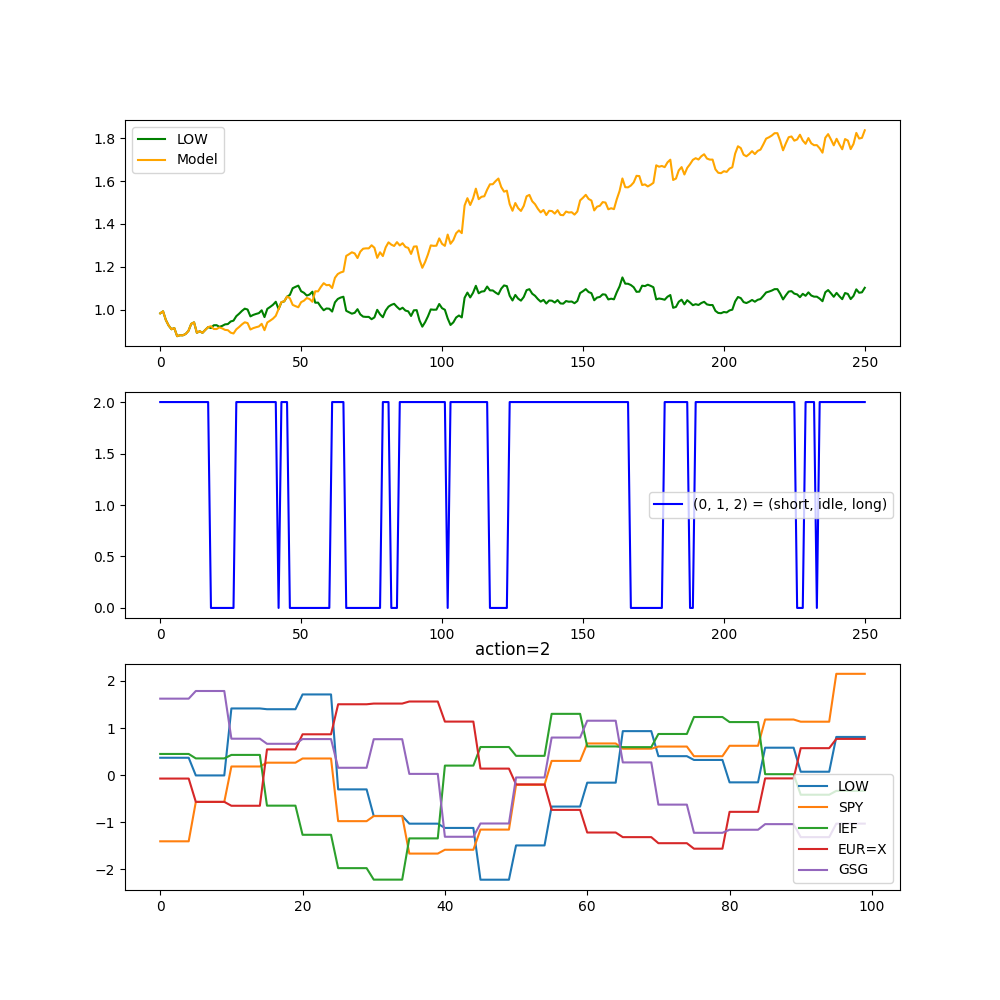 LOW
Model
1.8
1.6
1.4
1.2
1.0
0 50 100 150 200 250
2.0
1.5
1.0
0.5
0.0
(0, 1, 2) = (short, idle, long)
0 50 100 150 200 250
action=2
2
1
0
−1
−2
LOW
SPY
IEF
EUR=X
GSG
0 20 40 60 80 100